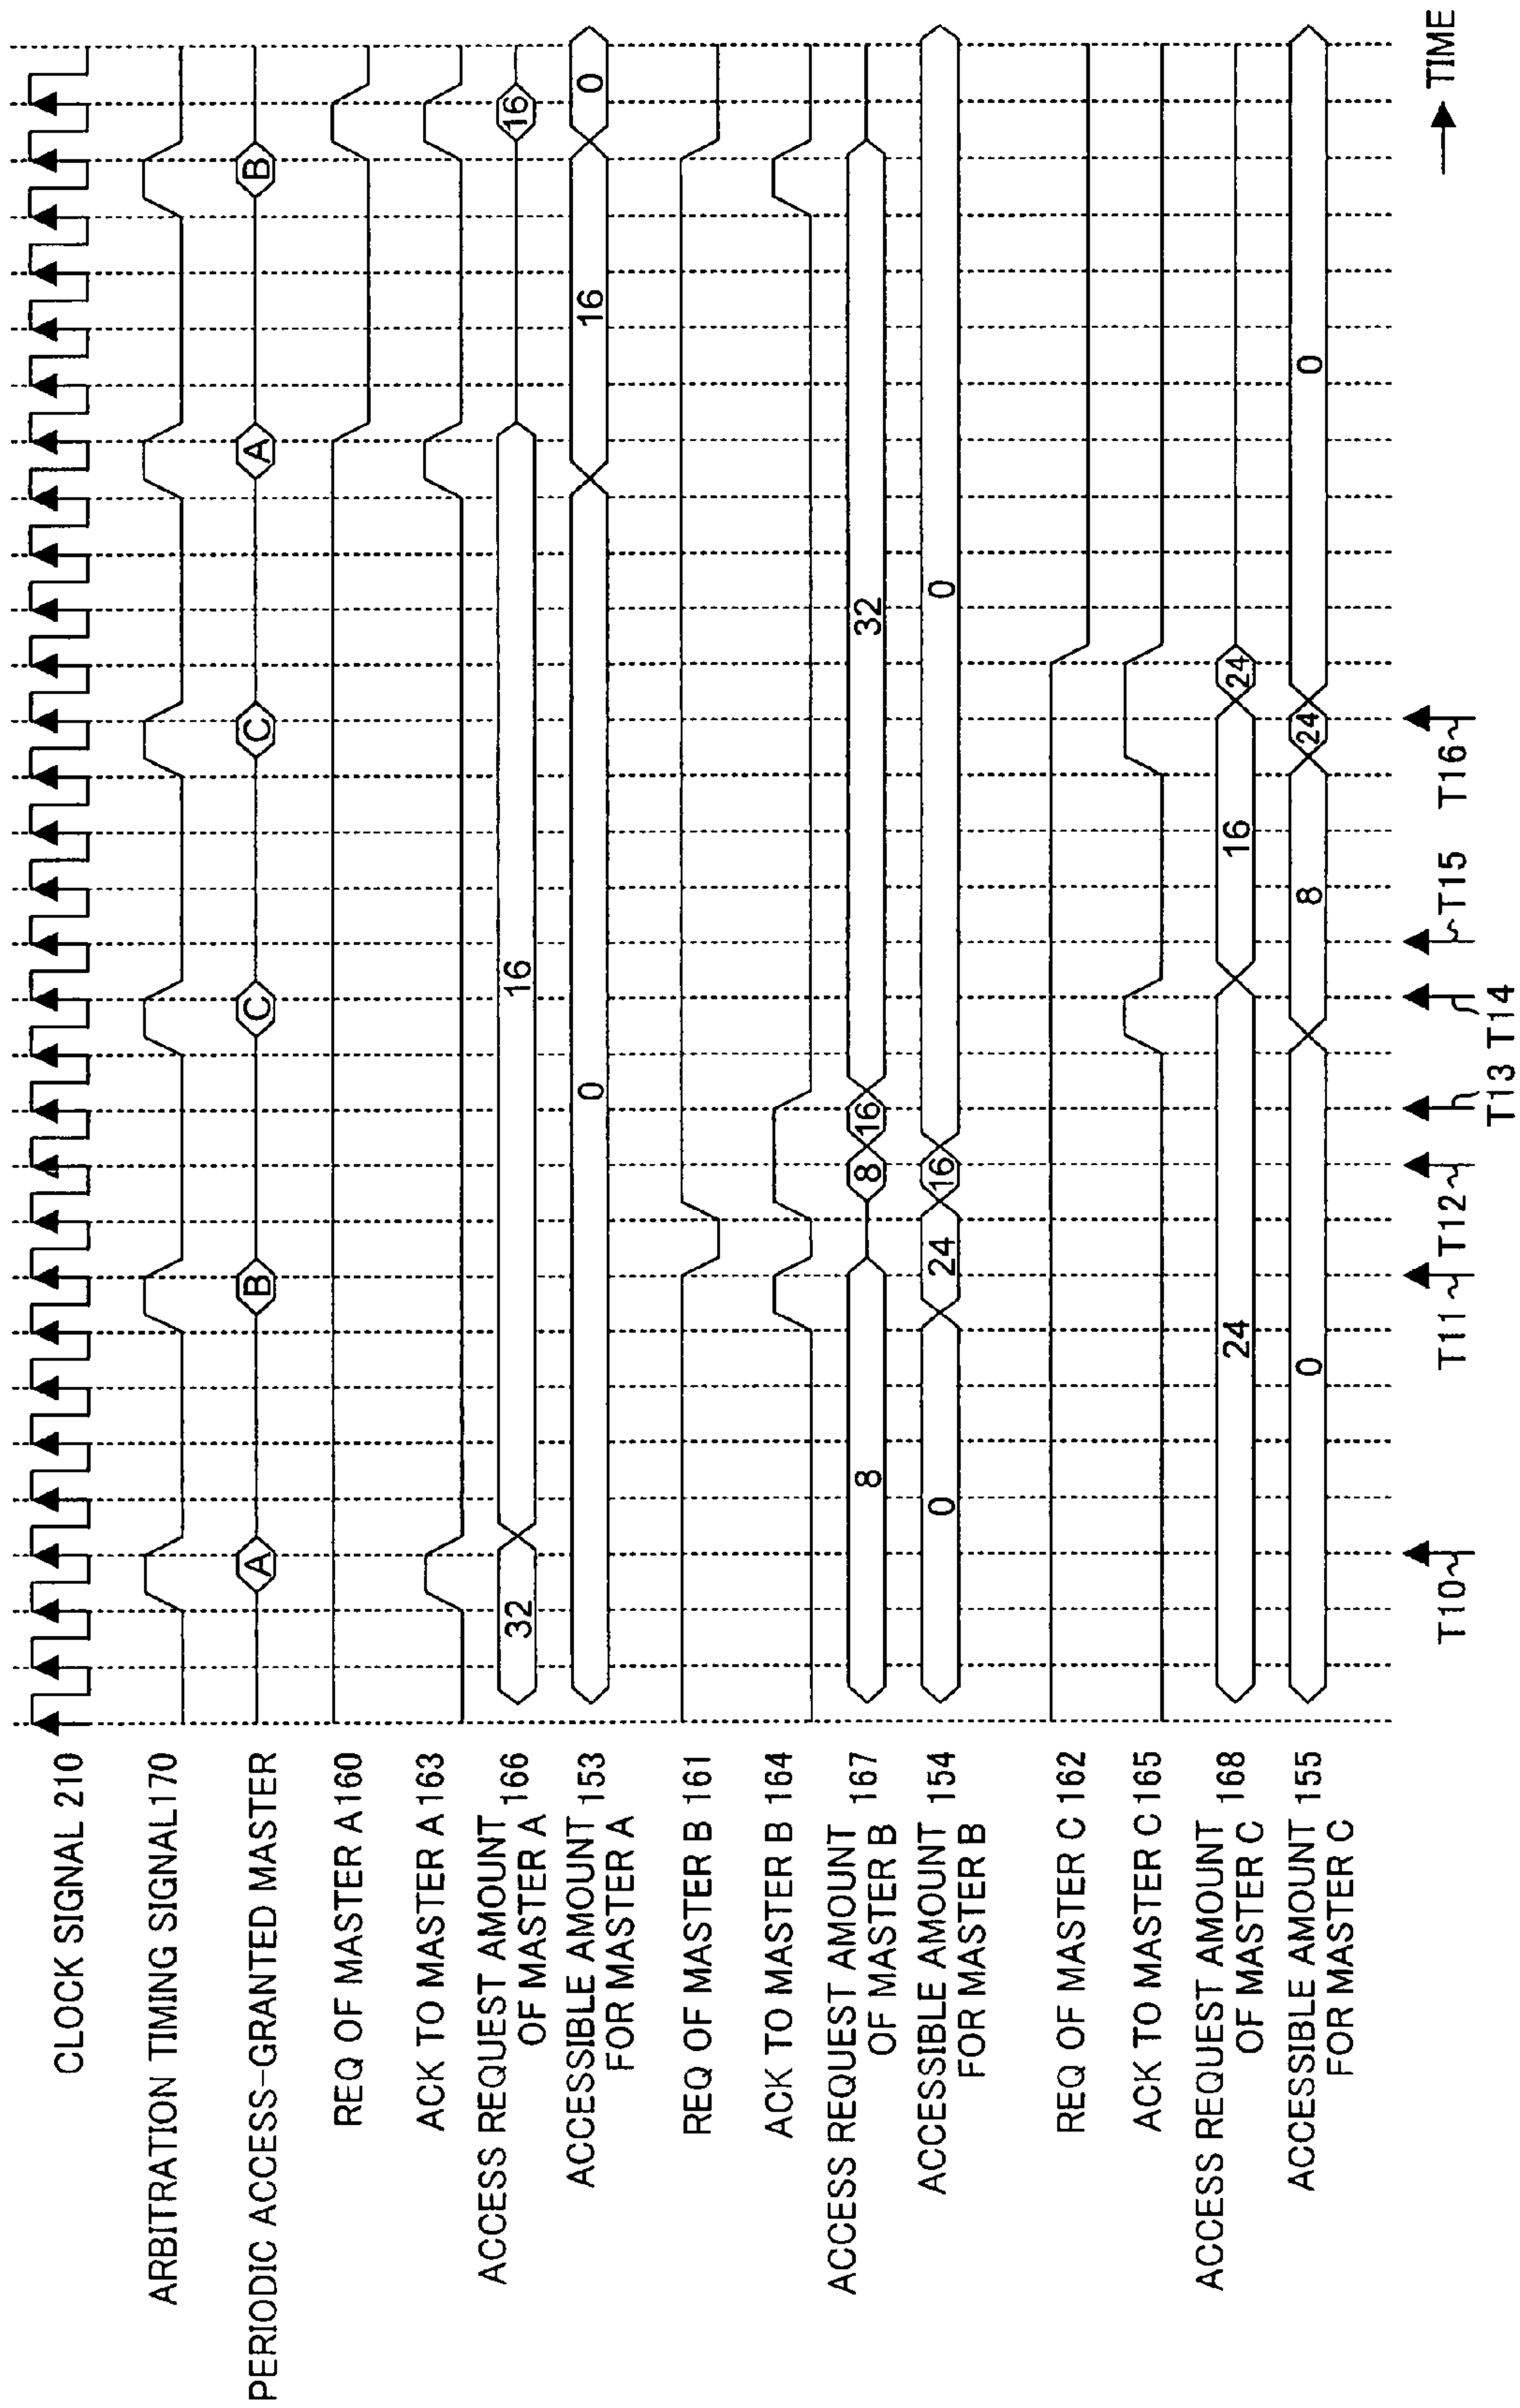 CLOCK SIGNAL 210
ARBITRATION TIMING SIGNAL170
PERIODIC ACCESS-GRANTED MASTER
A B C C A B
REQ OF MASTER A160
ACK TO MASTER A163
ACCESS REQUEST AMOUNT 166
OF MASTER A
32 16 16
ACCESSIBLE AMOUNT 153
FOR MASTER A
0 16 0
REQ OF MASTER B 161
ACK TO MASTER B 164
ACCESS REQUEST AMOUNT 167
OF MASTER B
8 8 16 32
ACCESSIBLE AMOUNT 154
FOR MASTER B
0 24 16 0
REQ OF MASTER C 162
ACK TO MASTER C165
ACCESS REQUEST AMOUNT 168
OF MASTER C
24 16 24
ACCESSIBLE AMOUNT 155
FOR MASTER C
0 8 24 0
T10 T11 T12 T15 T16 TIME
T13 T14